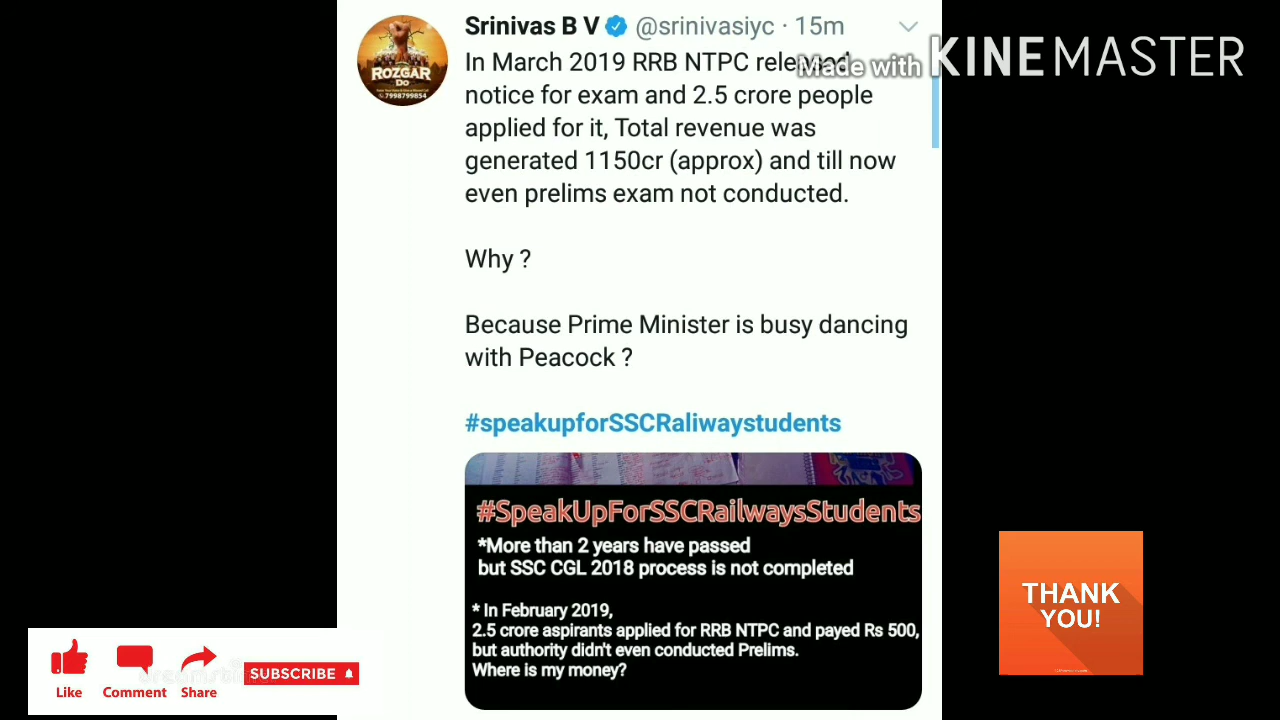 Srinivas B V @srinivasiyc · 15m
Made with KINEMASTER
In March 2019 RRB NTPC released
notice for exam and 2.5 crore people
applied for it, Total revenue was
generated 1150cr (approx) and till now
even prelims exam not conducted.
Why ?
Because Prime Minister is busy dancing
with Peacock ?
#speakupforSSCRaliwaystudents
#SpeakUpForSSCRailwaysStudents
*More than 2 years have passed
but SSC CGL 2018 process is not completed
* In February 2019,
2.5 crore aspirants applied for RRB NTPC and payed Rs 500,
but authority didn't even conducted Prelims.
Where is my money?
ROZGAR
DO
7998799854
THANK
YOU!
Like Comment Share SUBSCRIBE
dreamstime